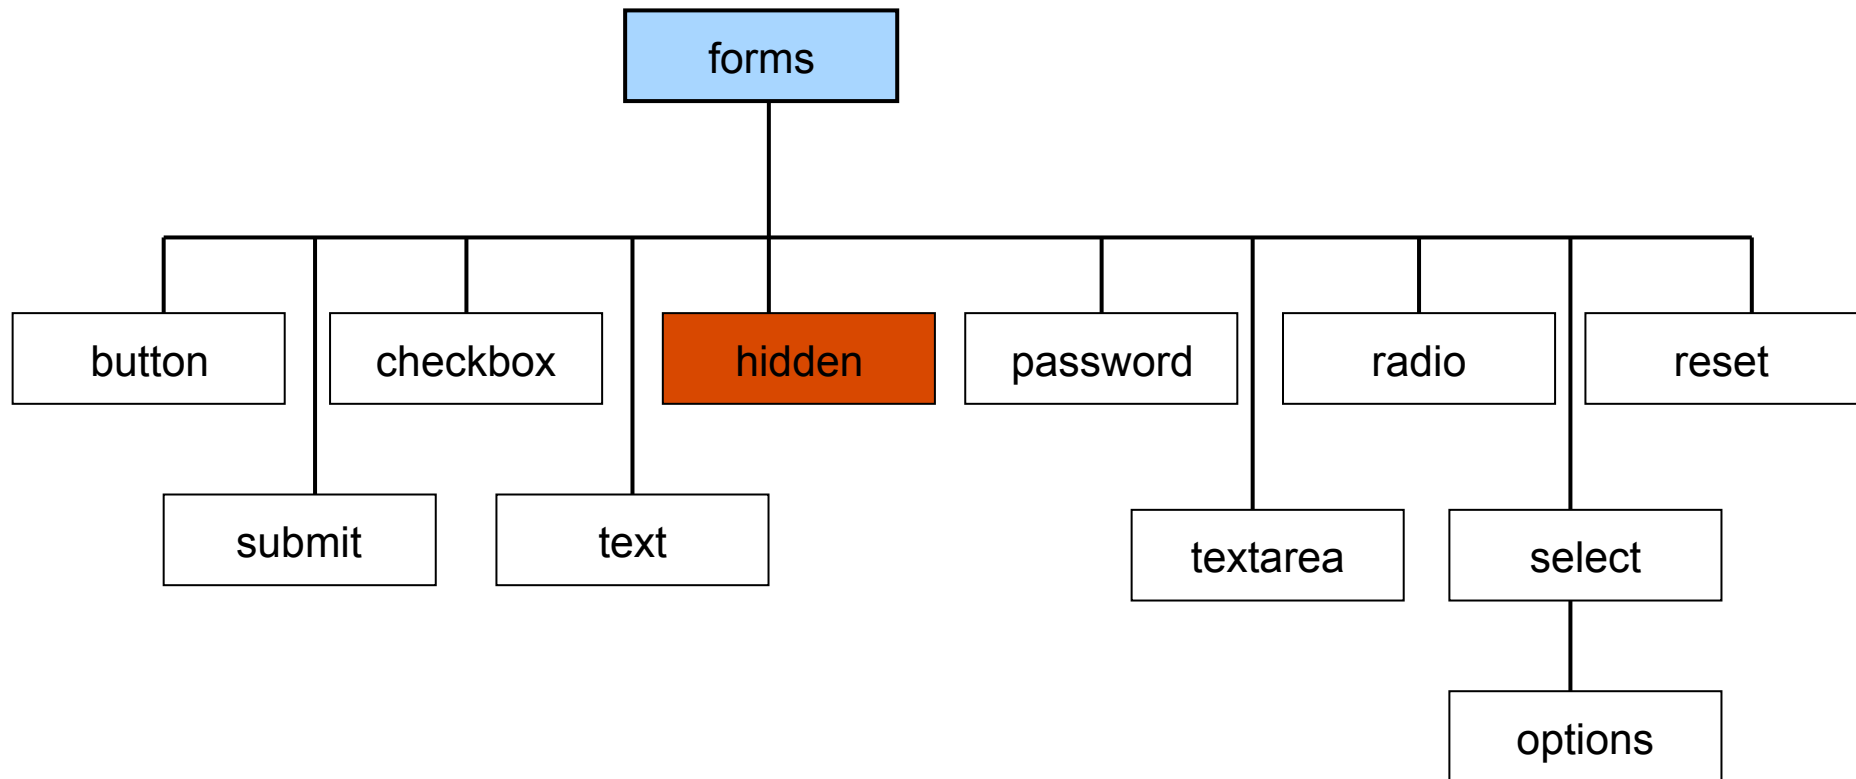 forms
button
checkbox
hidden
password
radio
reset
submit
text
textarea
select
options